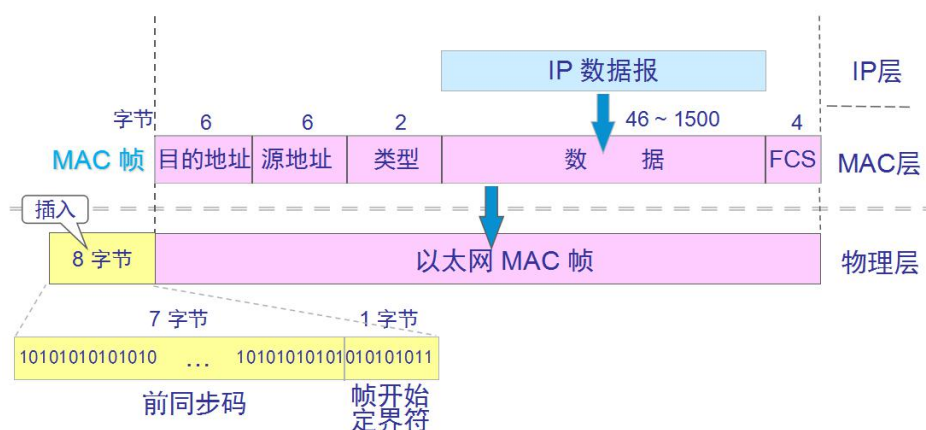 IP 数据报
IP层
字节 6 6 2 46 ~ 1500 4
MAC 帧 目的地址 源地址 类型 数 据 FCS MAC层
插入
8 字节 以太网 MAC 帧 物理层
7 字节 1 字节
10101010101010 … 10101010101010101011
前同步码 帧开始
定界符